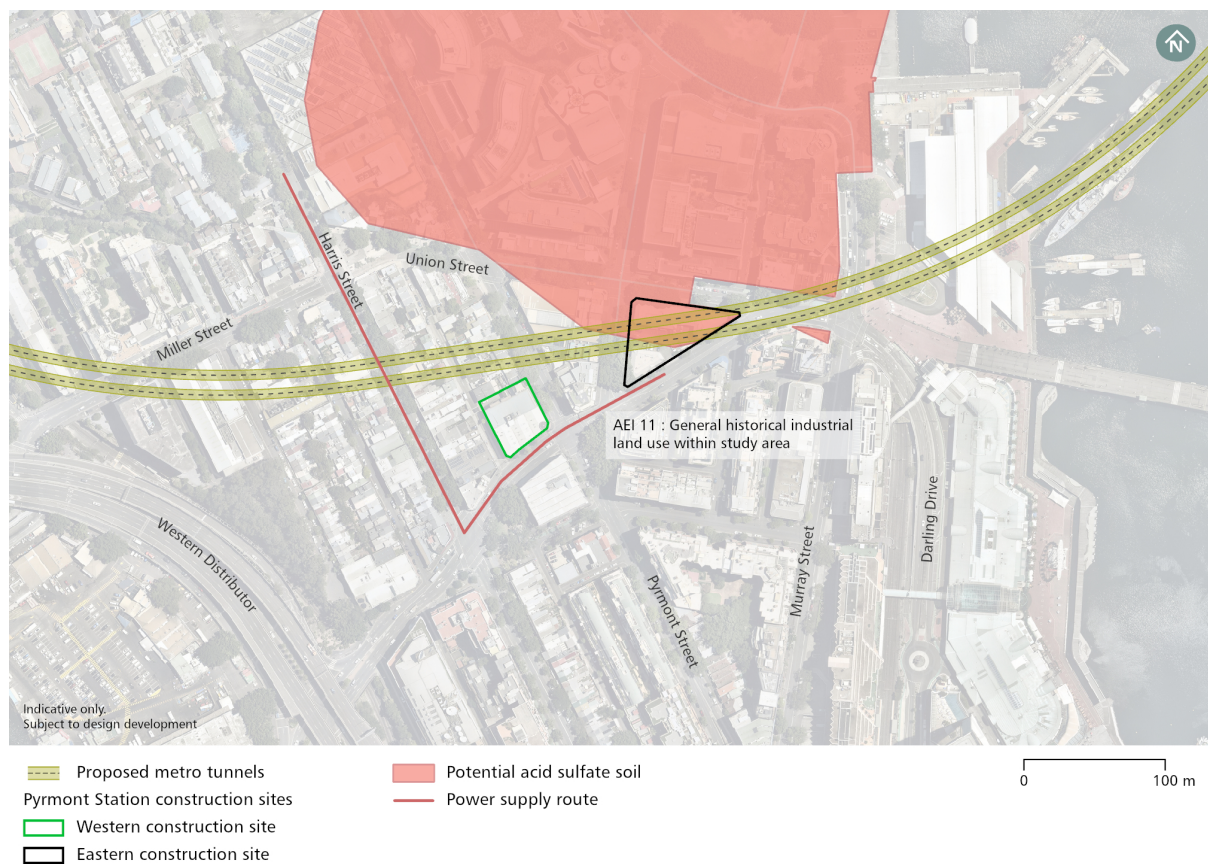 N
Harris Street
Union Street
Miller Street
AEI 11 : General historical industrial
land use within study area
Western Distributor
Pyrmont Street
Murray Street
Darling Drive
Indicative only.
Subject to design development
Proposed metro tunnels
Pyrmont Station construction sites
Western construction site
Eastern construction site
Potential acid sulfate soil
Power supply route
0 100 m